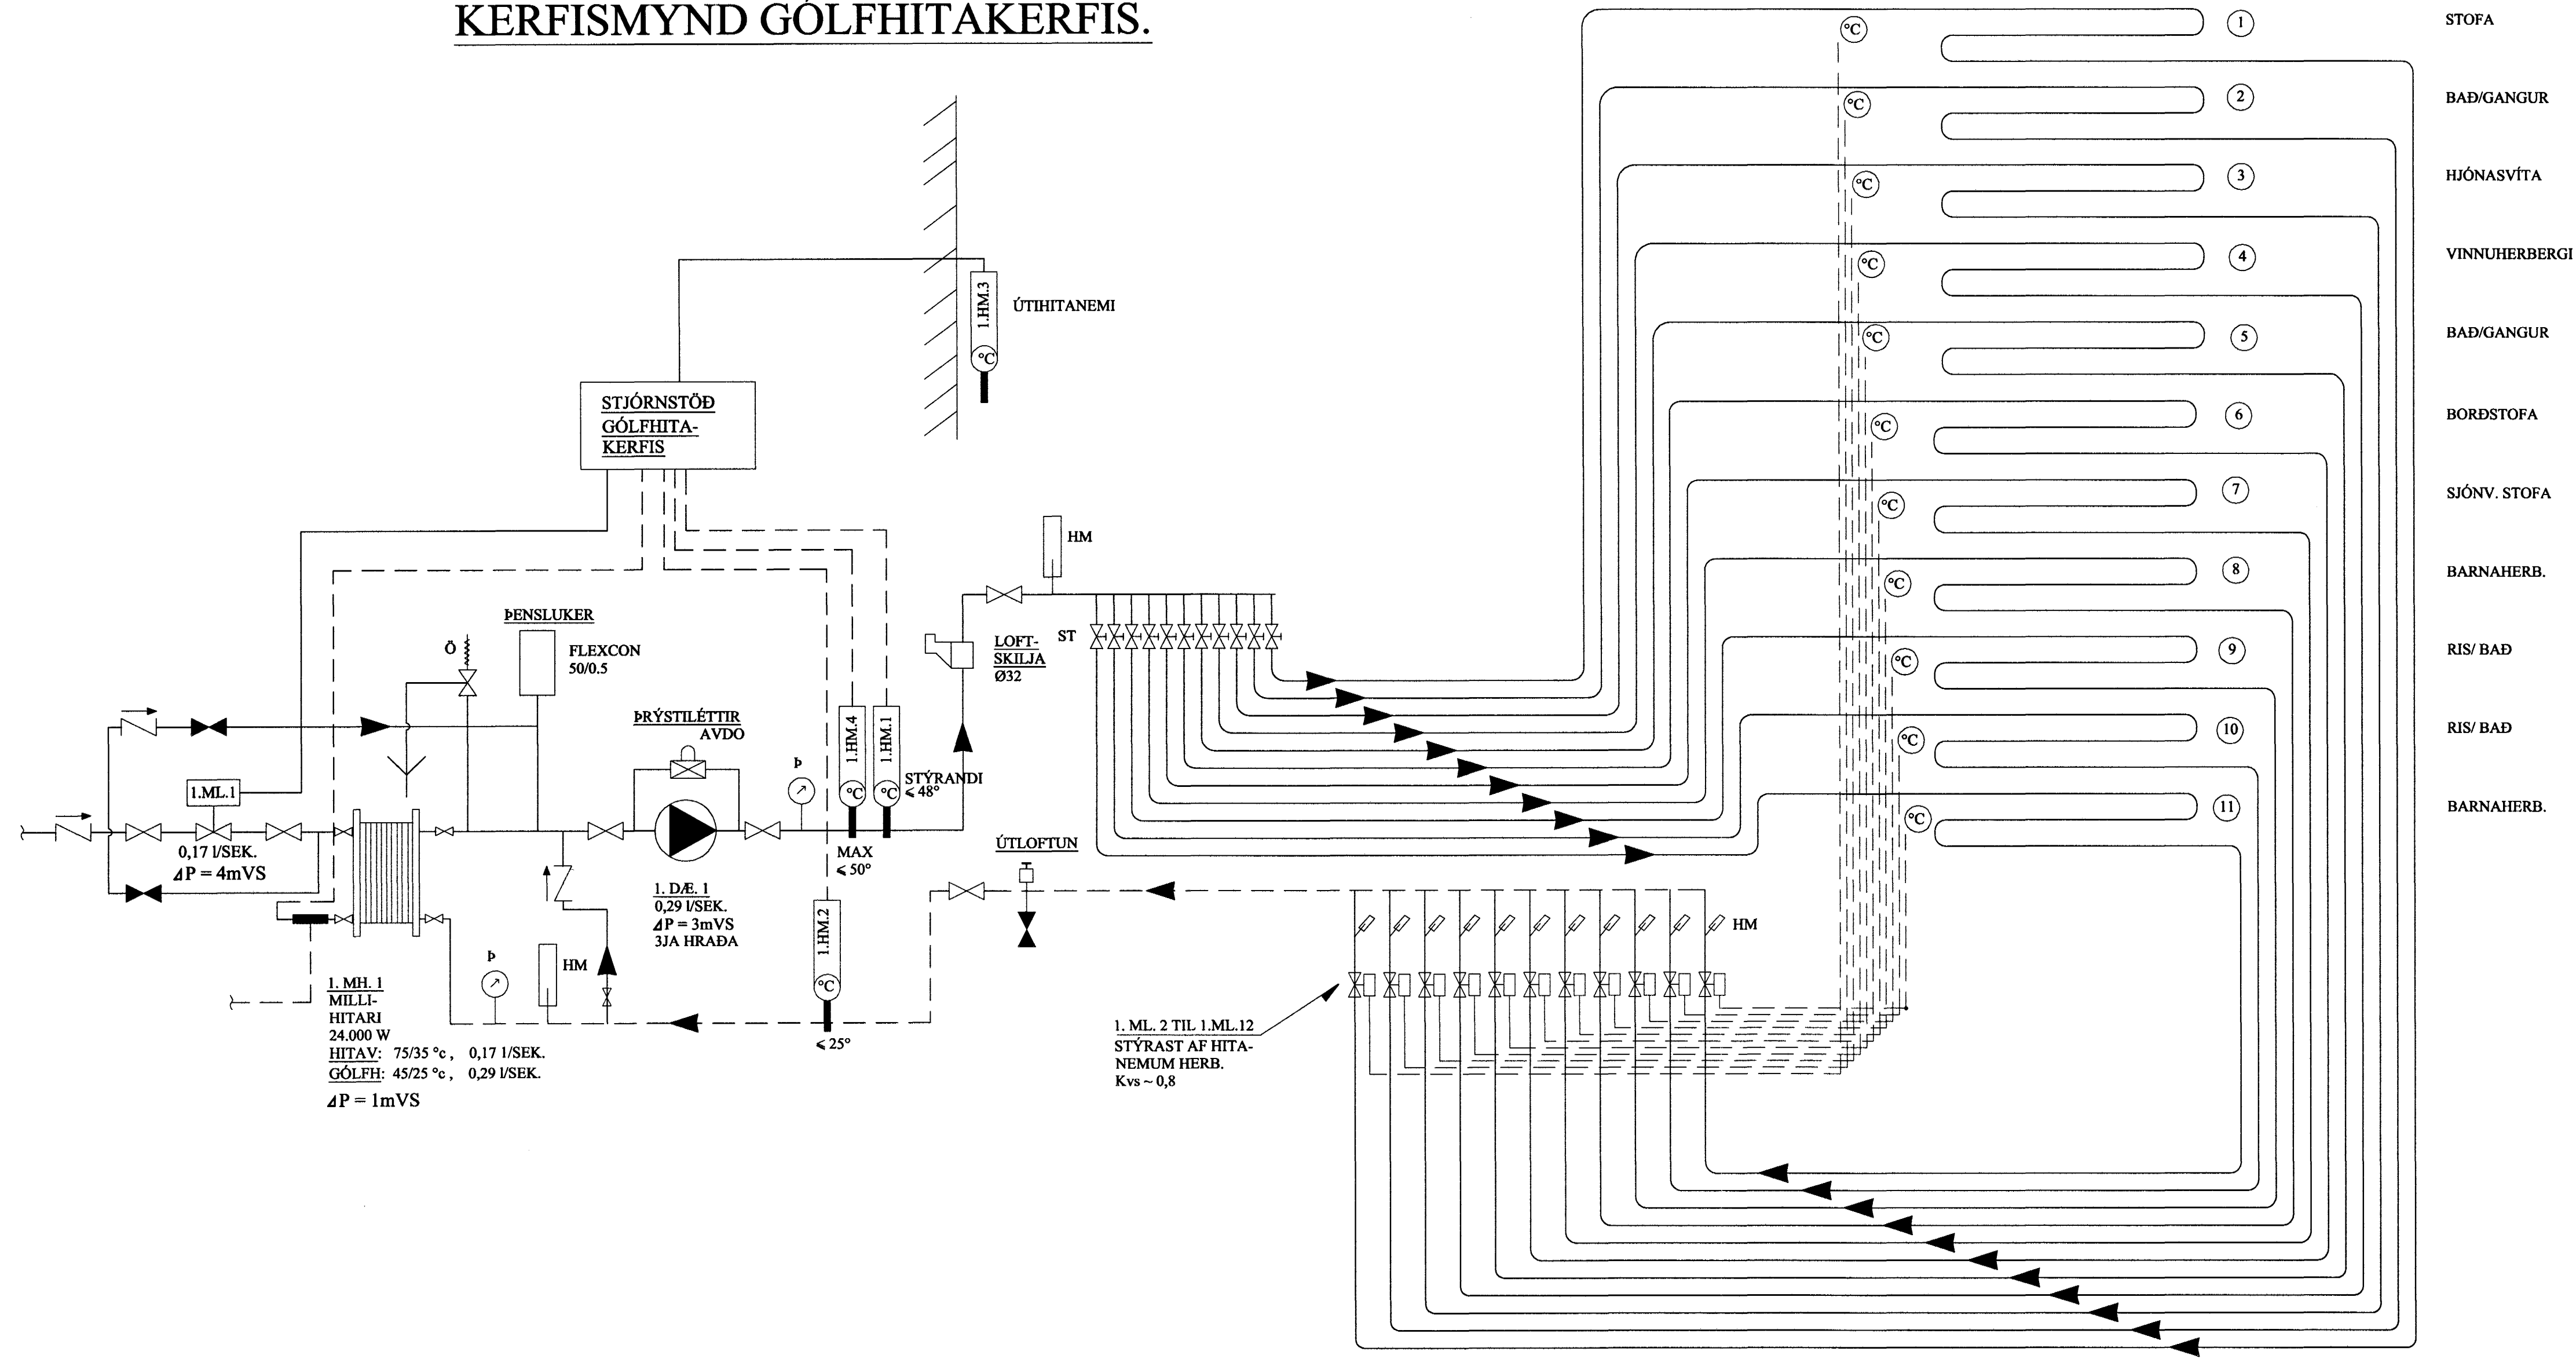 KERFISMYND GÓLFHITAKERFIS.
1.HM.3
ÚTIHITANEMI
°C
STJÓRNSTÖÐ
GÓLFHITA-
KERFIS
ÞENSLUKER
FLEXCON
50/0.5
Ö
ÞRÝSTILÉTTIR
AVDO
Þ
1.HM.4
°C
1.HM.1
°C
STÝRANDI
⩽ 48°
MAX
⩽ 50°
1.ML.1
0,17 l/SEK.
⊿P = 4mVS
1. DÆ. 1
0,29 l/SEK.
⊿P = 3mVS
3JA HRAÐA
1.HM.2
°C
⩽ 25°
Þ
HM
1. MH. 1
MILLI-
HITARI
24.000 W
HITAV: 75/35 °c , 0,17 l/SEK.
GÓLFH: 45/25 °c , 0,29 l/SEK.
⊿P = 1mVS
LOFT-
SKILJA
Ø32
HM
ST
ÚTLOFTUN
HM
1. ML. 2 TIL 1.ML.12
STÝRAST AF HITA-
NEMUM HERB.
Kvs ~ 0,8
°C 1 STOFA
°C 2 BAÐ/GANGUR
°C 3 HJÓNASVÍTA
°C 4 VINNUHERBERGI
°C 5 BAÐ/GANGUR
°C 6 BORÐSTOFA
°C 7 SJÓNV. STOFA
°C 8 BARNAHERB.
°C 9 RIS/ BAÐ
°C 10 RIS/ BAÐ
°C 11 BARNAHERB.